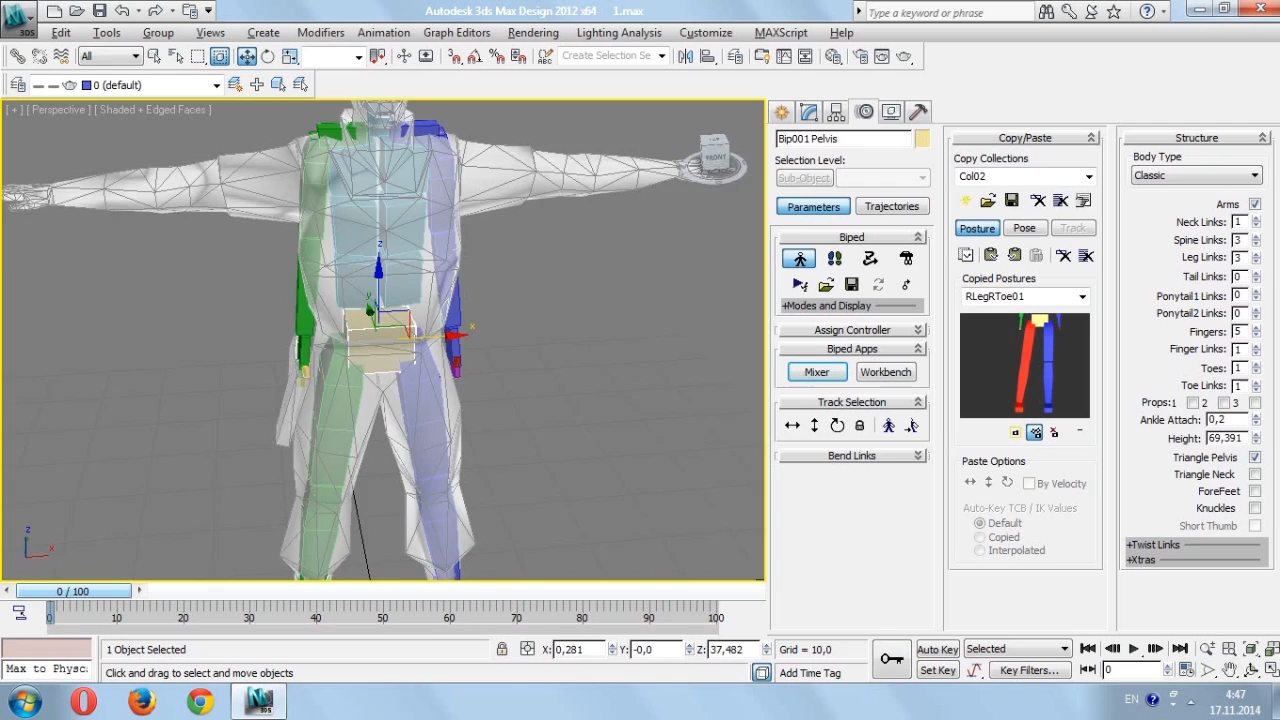 Autodesk 3ds Max Design 2012 x64 1.max
Type a keyword or phrase
3DS
Edit Tools Group Views Create Modifiers Animation Graph Editors Rendering Lighting Analysis Customize MAXScript Help
All
Create Selection Se
0 (default)
[ + ] [ Perspective ] [ Shaded + Edged Faces ]
FRONT
z
y
x
z
x
Bip001 Pelvis
Selection Level:
Sub-Object
Parameters Trajectories
Biped
+Modes and Display
Assign Controller
Biped Apps
Mixer Workbench
Track Selection
Bend Links
Copy/Paste
Copy Collections
Col02
Posture Pose Track
Copied Postures
RLegRToe01
Paste Options
By Velocity
Auto-Key TCB / IK Values
Default
Copied
Interpolated
Structure
Body Type
Classic
Arms
Neck Links: 1
Spine Links: 3
Leg Links: 3
Tail Links: 0
Ponytail1 Links: 0
Ponytail2 Links: 0
Fingers: 5
Finger Links: 1
Toes: 1
Toe Links: 1
Props: 1 2 3
Ankle Attach: 0,2
Height: 69,391
Triangle Pelvis
Triangle Neck
ForeFeet
Knuckles
Short Thumb
+Twist Links
+Xtras
0 / 100
0 10 20 30 40 50 60 70 80 90 100
1 Object Selected X: 0,281 Y: -0,0 Z: 37,482 Grid = 10,0 Auto Key Selected
Max to Physc Click and drag to select and move objects Add Time Tag Set Key Key Filters... 0
3DS
EN 4:47
17.11.2014